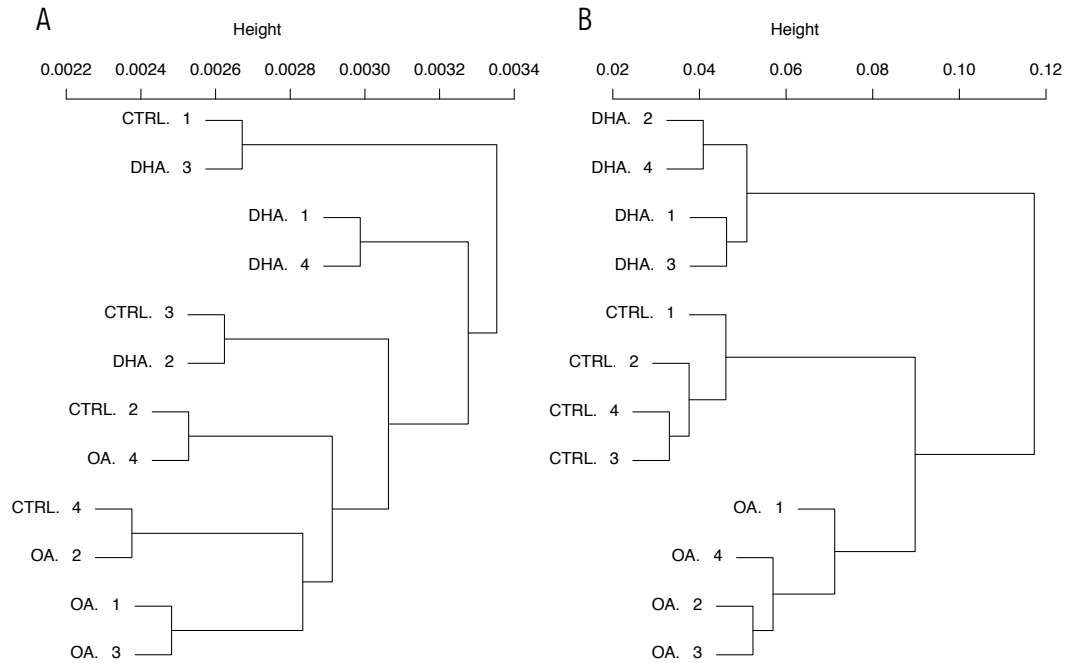 A
Height
0.0022 0.0024 0.0026 0.0028 0.0030 0.0032 0.0034
CTRL. 1
DHA. 3
DHA. 1
DHA. 4
CTRL. 3
DHA. 2
CTRL. 2
OA. 4
CTRL. 4
OA. 2
OA. 1
OA. 3
B
Height
0.02 0.04 0.06 0.08 0.10 0.12
DHA. 2
DHA. 4
DHA. 1
DHA. 3
CTRL. 1
CTRL. 2
CTRL. 4
CTRL. 3
OA. 1
OA. 4
OA. 2
OA. 3